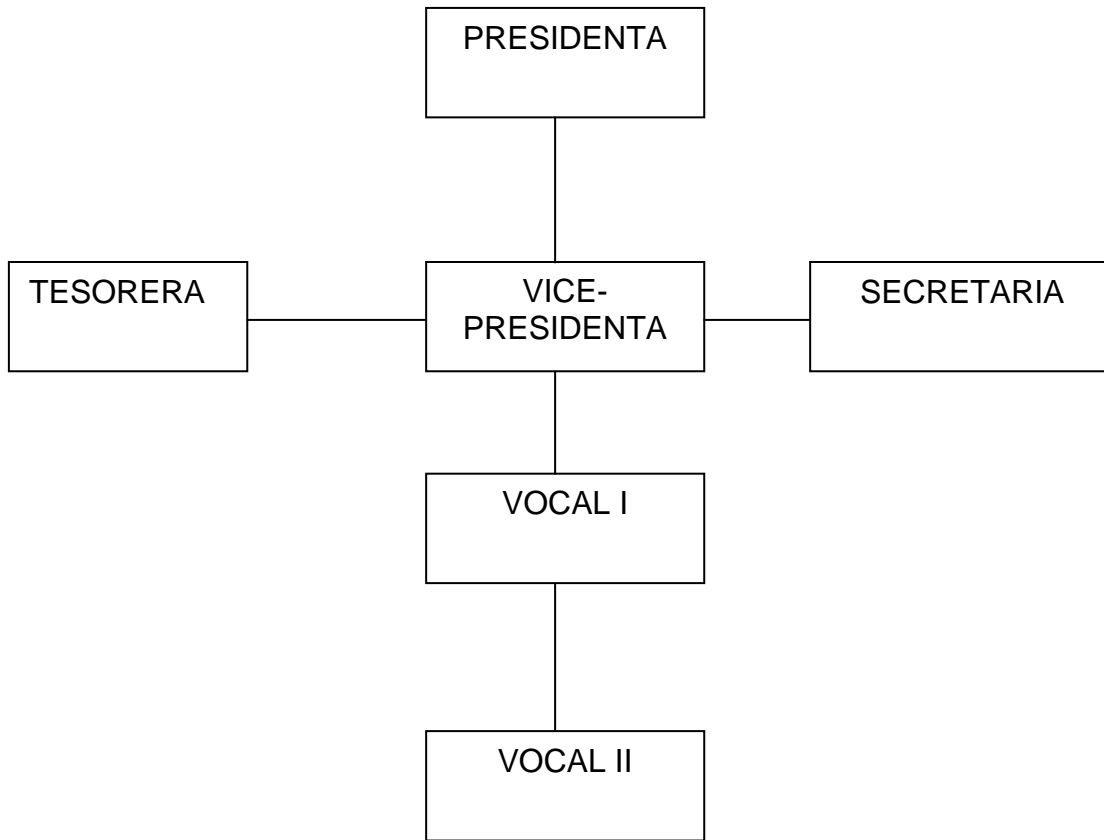 PRESIDENTA
TESORERA
VICE-
PRESIDENTA
SECRETARIA
VOCAL I
VOCAL II